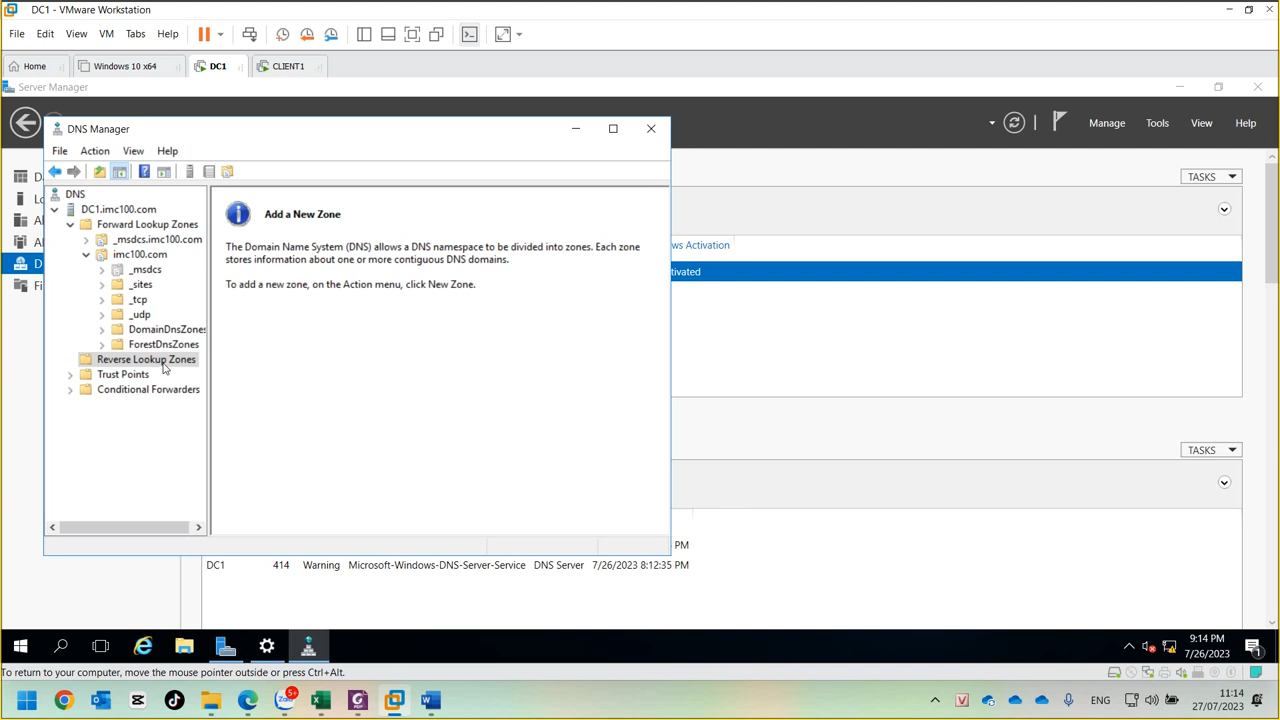 DC1 - VMware Workstation
File Edit View VM Tabs Help
Home Windows 10 x64 DC1 CLIENT1
Server Manager
Manage Tools View Help
DNS Manager
File Action View Help
TASKS
DNS
DC1.imc100.com
Forward Lookup Zones
_msdcs.imc100.com
imc100.com
_msdcs
_sites
_tcp
_udp
DomainDnsZones
ForestDnsZones
Reverse Lookup Zones
Trust Points
Conditional Forwarders
Add a New Zone
The Domain Name System (DNS) allows a DNS namespace to be divided into zones. Each zone
stores information about one or more contiguous DNS domains.
To add a new zone, on the Action menu, click New Zone.
ws Activation
tivated
TASKS
PM
DC1 414 Warning Microsoft-Windows-DNS-Server-Service DNS Server 7/26/2023 8:12:35 PM
9:14 PM
7/26/2023
To return to your computer, move the mouse pointer outside or press Ctrl+Alt.
5+
ENG
11:14
27/07/2023